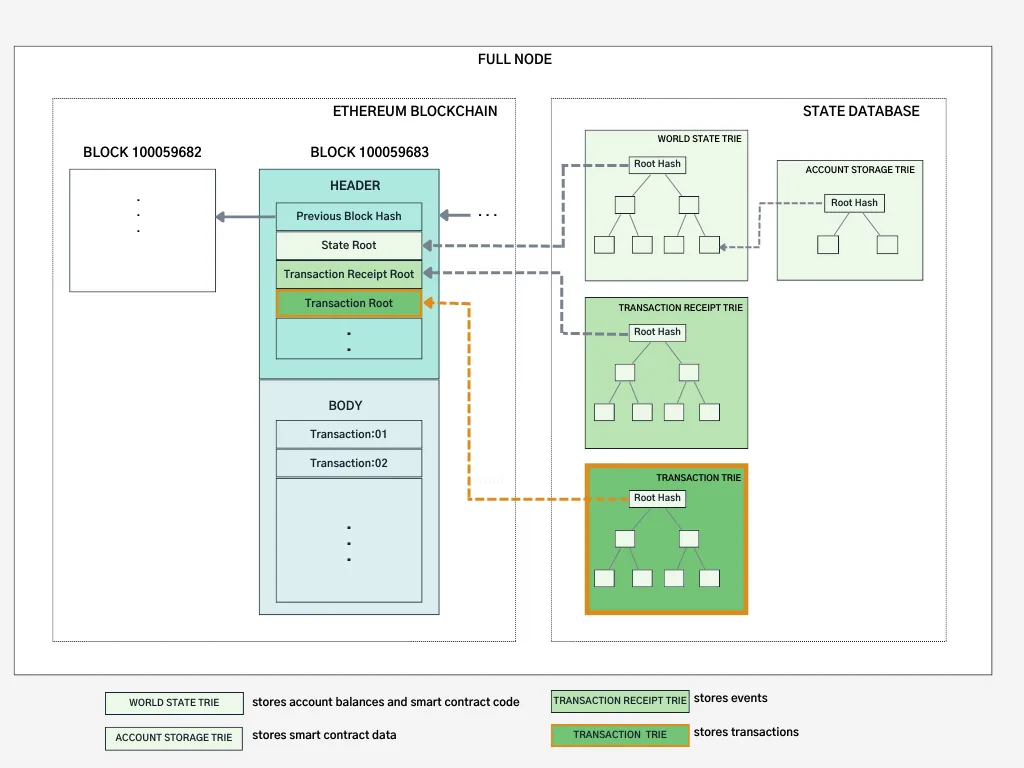 FULL NODE
ETHEREUM BLOCKCHAIN
BLOCK 100059682
BLOCK 100059683
HEADER
Previous Block Hash
State Root
Transaction Receipt Root
Transaction Root
BODY
Transaction:01
Transaction:02
STATE DATABASE
WORLD STATE TRIE
Root Hash
ACCOUNT STORAGE TRIE
Root Hash
TRANSACTION RECEIPT TRIE
Root Hash
TRANSACTION TRIE
Root Hash
WORLD STATE TRIE stores account balances and smart contract code
ACCOUNT STORAGE TRIE stores smart contract data
TRANSACTION RECEIPT TRIE stores events
TRANSACTION TRIE stores transactions